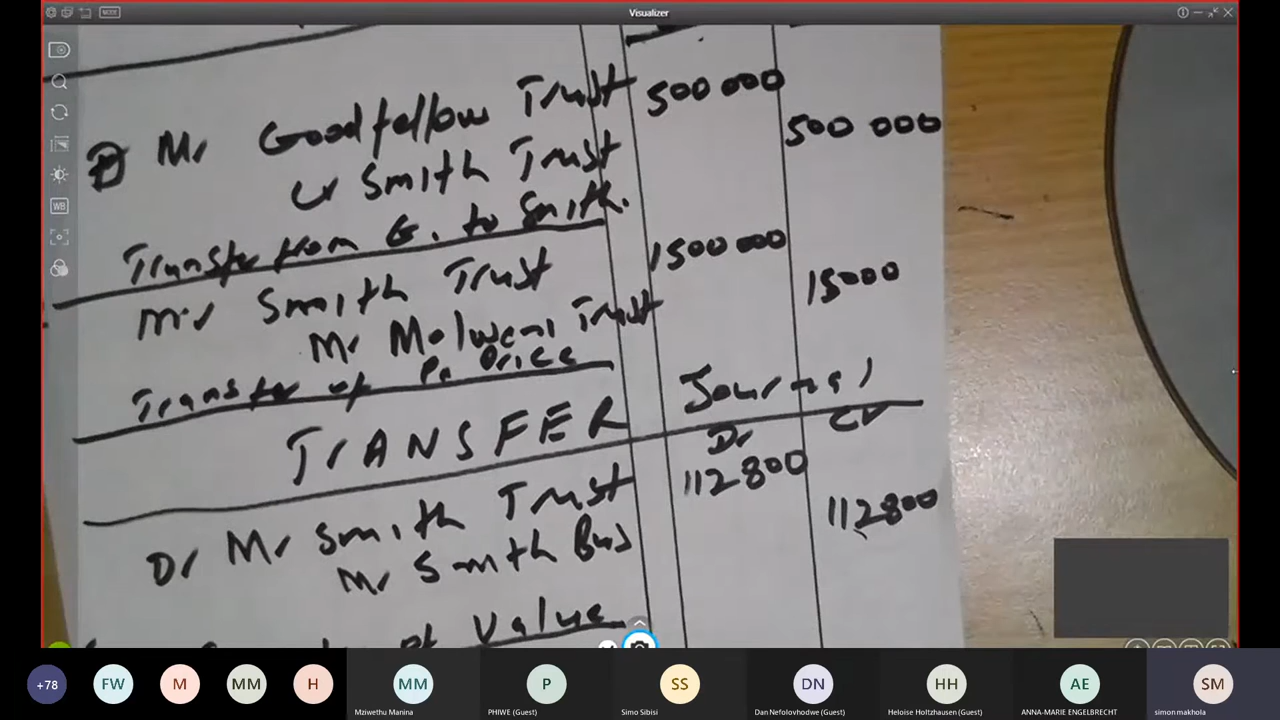 Visualizer
Mr Goodfellow Trust 500 000
Cr Smith Trust 500 000
Transfer from G. to Smith.
Mr Smith Trust 1500 000
Mr Molweni Trust 15000
Transfer of Pr Price
TRANSFER Journal
Dr Cr
Dr Mr Smith Trust 112800
Mr Smith Bus 112800
of Value
+78
FW
M
MM
H
MM
P
SS
DN
HH
AE
SM
Mziwethu Manina
PHIWE (Guest)
Simo Sibisi
Dan Nefolovhodwe (Guest)
Heloise Holtzhausen (Guest)
ANNA-MARIE ENGELBRECHT
simon makhola